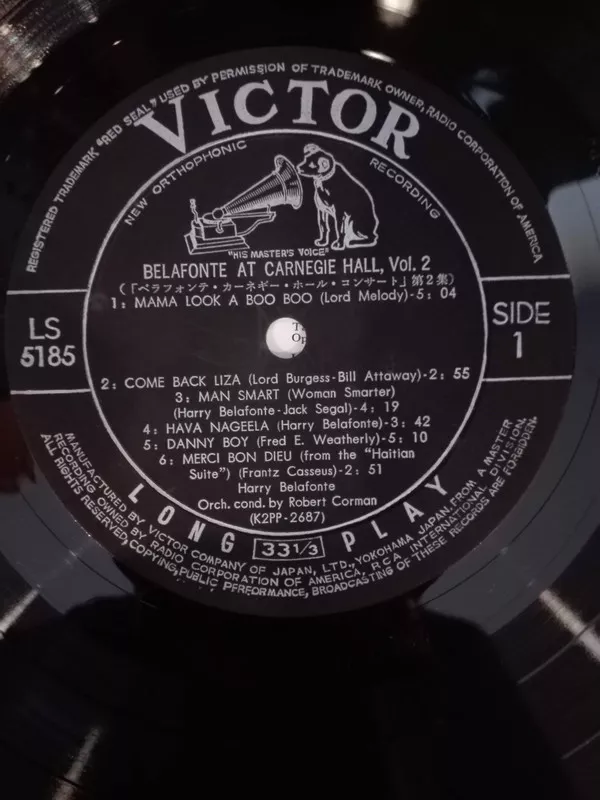 REGISTERED TRADEMARK "RED SEAL" USED BY PERMISSION OF TRADEMARK OWNER, RADIO CORPORATION OF AMERICA
VICTOR
NEW ORTHOPHONIC RECORDING
"HIS MASTER'S VOICE"
BELAFONTE AT CARNEGIE HALL, Vol. 2
(「ベラフォンテ・カーネギー・ホール・コンサート」第2集)
1: MAMA LOOK A BOO BOO (Lord Melody)-5: 04
LS
5185
SIDE
1
2: COME BACK LIZA (Lord Burgess-Bill Attaway)-2: 55
3: MAN SMART (Woman Smarter)
(Harry Belafonte-Jack Segal)-4: 19
4: HAVA NAGEELA (Harry Belafonte)-3: 42
5: DANNY BOY (Fred E. Weatherly)-5: 10
6: MERCI BON DIEU (from the "Haitian
Suite") (Frantz Casseus)-2: 51
Harry Belafonte
Orch. cond. by Robert Corman
(K2PP-2687)
LONG 33 1/3 PLAY
MANUFACTURED BY VICTOR COMPANY OF JAPAN, LTD., YOKOHAMA, JAPAN, FROM A MASTER
RECORDING OWNED BY RADIO CORPORATION OF AMERICA, RCA INTERNATIONAL DIVISION.
ALL RIGHTS RESERVED, COPYING, PUBLIC PERFORMANCE, BROADCASTING OF THESE RECORDS ARE FORBIDDEN.